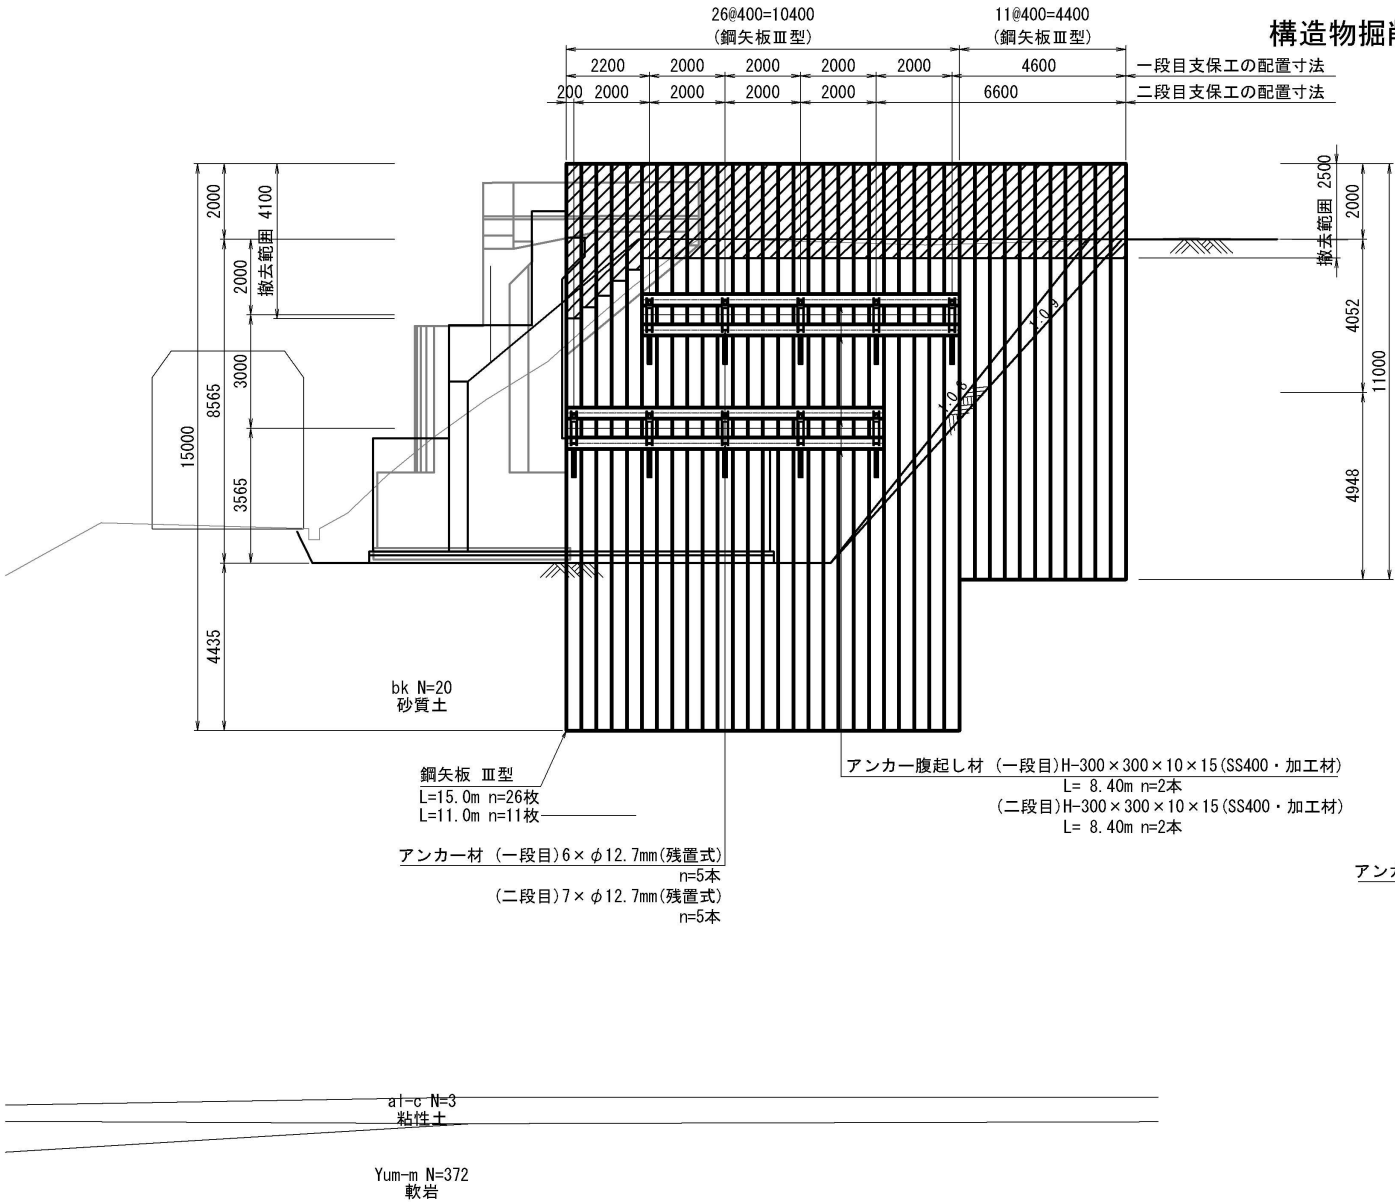 構造物掘
26@400=10400
(鋼矢板Ⅲ型)
11@400=4400
(鋼矢板Ⅲ型)
2200 2000 2000 2000 2000 4600 一段目支保工の配置寸法
200 2000 2000 2000 2000 6600 二段目支保工の配置寸法
2000
撤去範囲 4100
2000
3000
8565
15000
3565
4435
撤去範囲 2500
2000
4052
11000
4948
1:0.9
1:0.8
bk N=20
砂質土
鋼矢板 Ⅲ型
L=15.0m n=26枚
L=11.0m n=11枚
アンカー腹起し材 (一段目)H-300×300×10×15(SS400・加工材)
L= 8.40m n=2本
(二段目)H-300×300×10×15(SS400・加工材)
L= 8.40m n=2本
アンカー材 (一段目)6×φ12.7mm(残置式)
n=5本
(二段目)7×φ12.7mm(残置式)
n=5本
アンカ
al-c N=3
粘性土
Yum-m N=372
軟岩